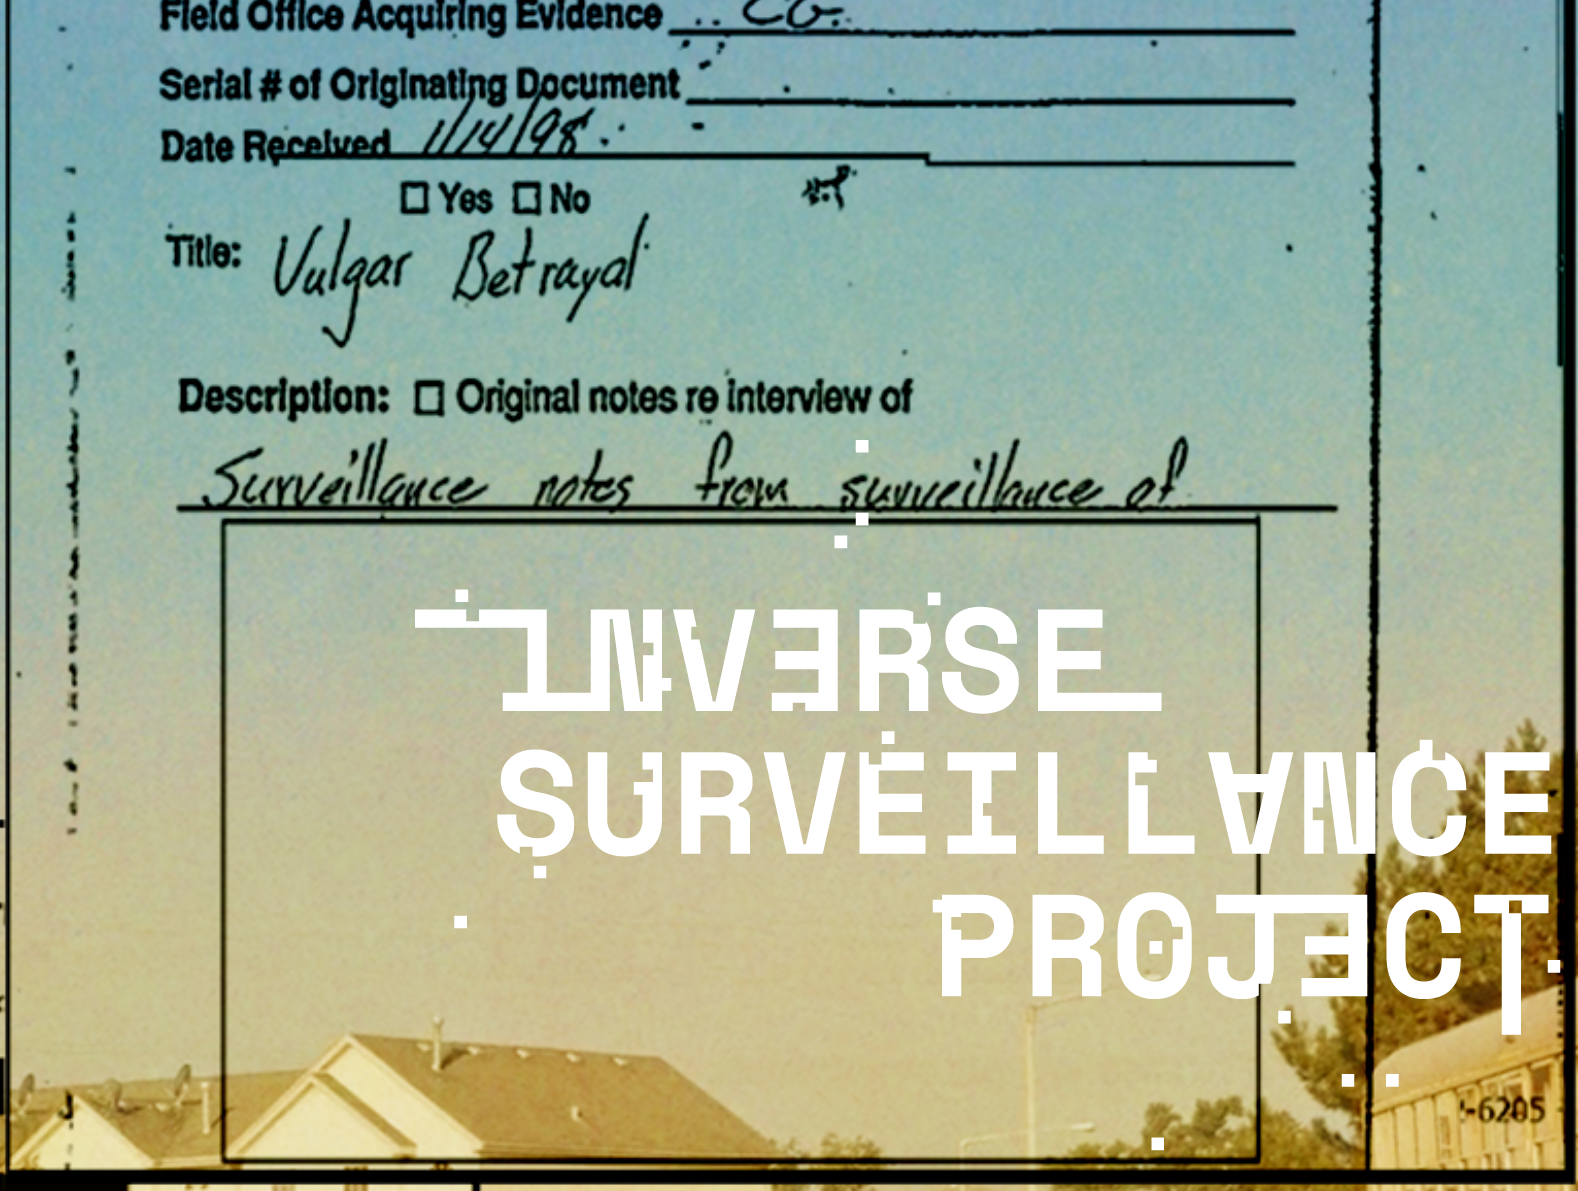 Field Office Acquiring Evidence CG.
Serial # of Originating Document
Date Received 1/14/98
Yes No
Title: Vulgar Betrayal
Description: Original notes re interview of
Surveillance notes from surveillance of
INVERSE
SURVEILLANCE
PROJECT
-6205